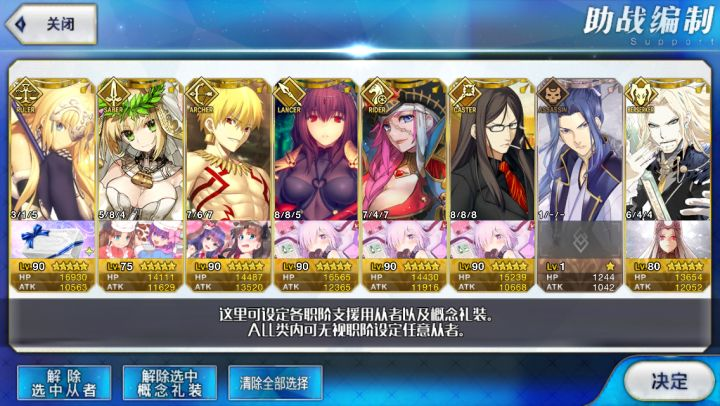 关闭
助战编制
Support
RULER
SABER
ARCHER
LANCER
RIDER
CASTER
ASSASSIN
BERSERKER
3/1/5
5/8/4
7/6/7
8/8/5
7/4/7
8/8/8
1/-/-
6/4/4
Lv.90
HP 16930
ATK 10563
Lv.75
HP 14111
ATK 11629
Lv.90
HP 14487
ATK 13520
Lv.90
HP 16565
ATK 12365
Lv.90
HP 14430
ATK 11916
Lv.90
HP 15239
ATK 10668
Lv.1
HP 1244
ATK 1042
Lv.80
HP 13654
ATK 12052
这里可设定各职阶支援用从者以及概念礼装。
ALL类内可无视职阶设定任意从者。
解除
选中从者
解除选中
概念礼装
清除全部选择
决定